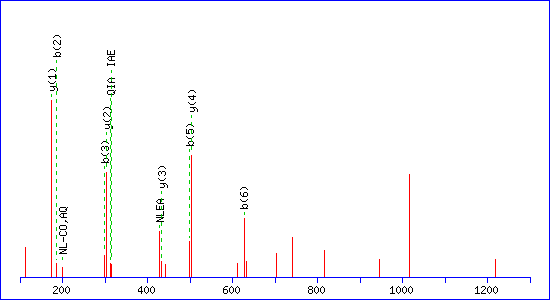 y(1)
b(2)
NL-CO,AQ
b(3)
y(2)
QIA
IAE
NLEA
y(3)
b(5)
y(4)
b(6)
200
400
600
800
1000
1200